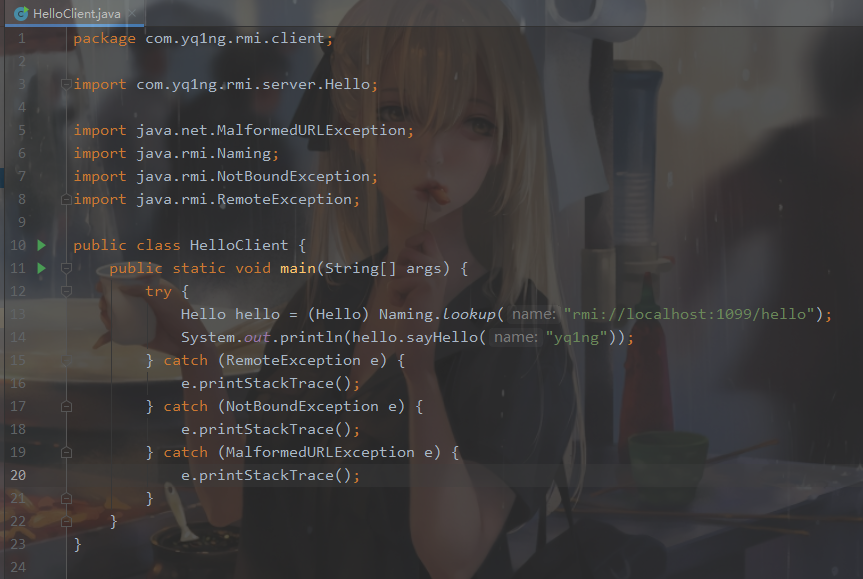 HelloClient.java
1 package com.yq1ng.rmi.client;
2
3 import com.yq1ng.rmi.server.Hello;
4
5 import java.net.MalformedURLException;
6 import java.rmi.Naming;
7 import java.rmi.NotBoundException;
8 import java.rmi.RemoteException;
9
10 public class HelloClient {
11 public static void main(String[] args) {
12 try {
13 Hello hello = (Hello) Naming.lookup( name: "rmi://localhost:1099/hello");
14 System.out.println(hello.sayHello( name: "yq1ng"));
15 } catch (RemoteException e) {
16 e.printStackTrace();
17 } catch (NotBoundException e) {
18 e.printStackTrace();
19 } catch (MalformedURLException e) {
20 e.printStackTrace();
21 }
22 }
23 }
24